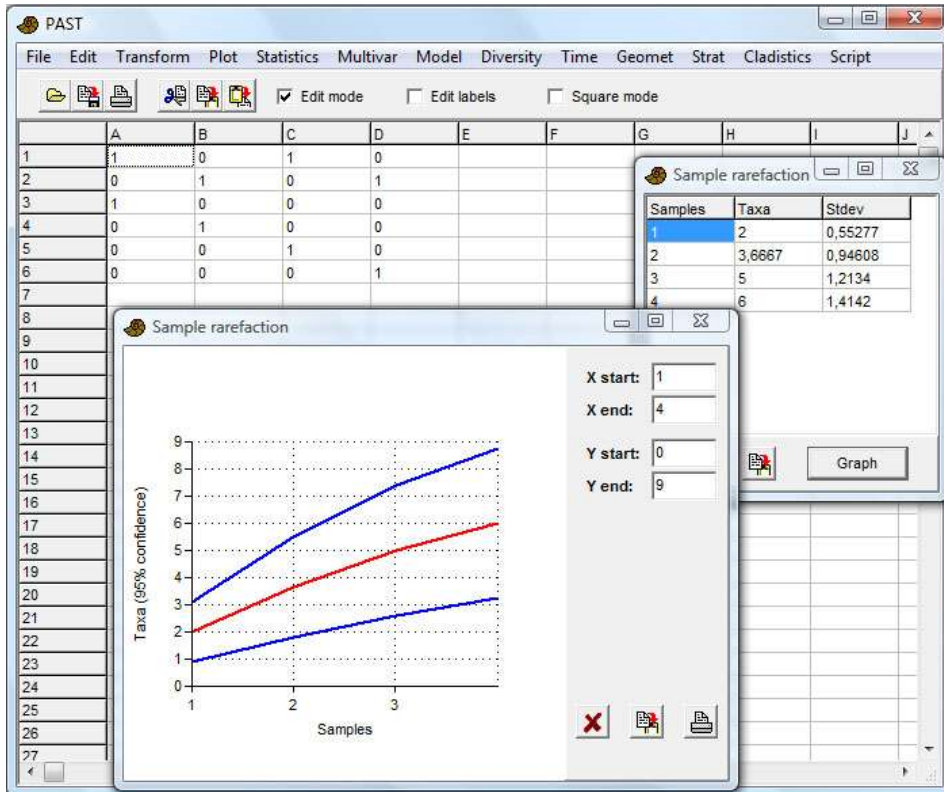 PAST
File Edit Transform Plot Statistics Multivar Model Diversity Time Geomet Strat Cladistics Script
Edit mode Edit labels Square mode
A B C D E F G H I J
1 1 0 1 0
2 0 1 0 1
3 1 0 0 0
4 0 1 0 0
5 0 0 1 0
6 0 0 0 1
7
8
9
10
11
12
13
14
15
16
17
18
19
20
21
22
23
24
25
26
27
Sample rarefaction
Samples Taxa Stdev
1 2 0,55277
2 3,6667 0,94608
3 5 1,2134
4 6 1,4142
Graph
Sample rarefaction
X start: 1
X end: 4
Y start: 0
Y end: 9
Taxa (95% confidence)
9
8
7
6
5
4
3
2
1
0
1 2 3
Samples